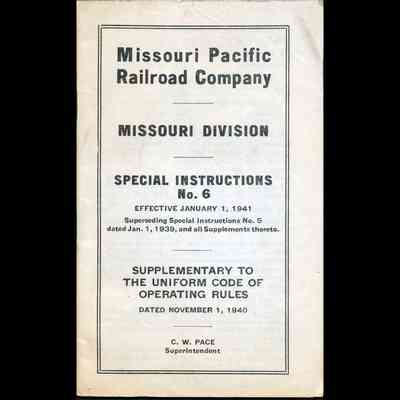 Missouri Pacific
Railroad Company
MISSOURI DIVISION
SPECIAL INSTRUCTIONS
No. 6
EFFECTIVE JANUARY 1, 1941
Superseding Special Instructions No. 5
dated Jan. 1, 1939, and all Supplements thereto.
SUPPLEMENTARY TO
THE UNIFORM CODE OF
OPERATING RULES
DATED NOVEMBER 1, 1940
C. W. PACE
Superintendent